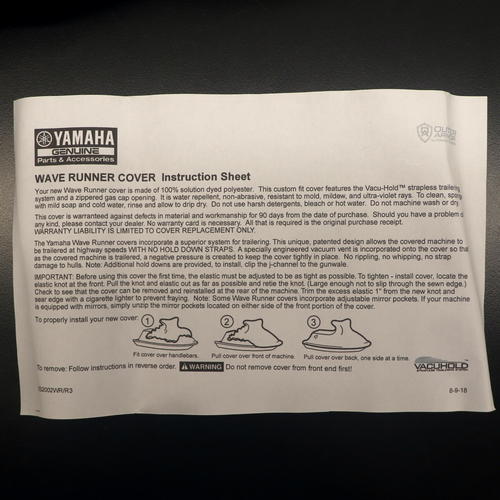 YAMAHA
GENUINE
Parts & Accessories
OUTER
ARMOR
WAVE RUNNER COVER Instruction Sheet
Your new Wave Runner cover is made of 100% solution dyed polyester. This custom fit cover features the Vacu-Hold™ strapless trailering
system and a zippered gas cap opening. It is water repellent, non-abrasive, resistant to mold, mildew, and ultra-violet rays. To clean, sponge
with mild soap and cold water, rinse and allow to drip dry. Do not use harsh detergents, bleach or hot water. Do not machine wash or dry.
This cover is warrantied against defects in material and workmanship for 90 days from the date of purchase. Should you have a problem of
any kind, please contact your dealer. No warranty card is necessary. All that is required is the original purchase receipt.
WARRANTY LIABILITY IS LIMITED TO COVER REPLACEMENT ONLY.
The Yamaha Wave Runner covers incorporate a superior system for trailering. This unique, patented design allows the covered machine to
be trailered at highway speeds WITH NO HOLD DOWN STRAPS. A specially engineered vacuum vent is incorporated onto the cover so that
as the covered machine is trailered, a negative pressure is created to keep the cover tightly in place. No rippling, no whipping, no strap
damage to hulls. Note: Additional hold downs are provided, to install, clip the j-channel to the gunwale.
IMPORTANT: Before using this cover the first time, the elastic must be adjusted to be as tight as possible. To tighten - install cover, locate the
elastic knot at the front. Pull the knot and elastic out as far as possible and retie the knot. (Large enough not to slip through the sewn edge.)
Check to see that the cover can be removed and reinstalled at the rear of the machine. Trim the excess elastic 1" from the new knot and
sear edge with a cigarette lighter to prevent fraying. Note: Some Wave Runner covers incorporate adjustable mirror pockets. If your machine
is equipped with mirrors, simply unzip the mirror pockets located on either side of the front portion of the cover.
To properly install your new cover:
1
2
3
Fit cover over handlebars.
Pull cover over front of machine.
Pull cover over back, one side at a time.
To remove: Follow instructions in reverse order. WARNING Do not remove cover from front end first!
VACUHOLD
IS2002WR/R3
8-9-18